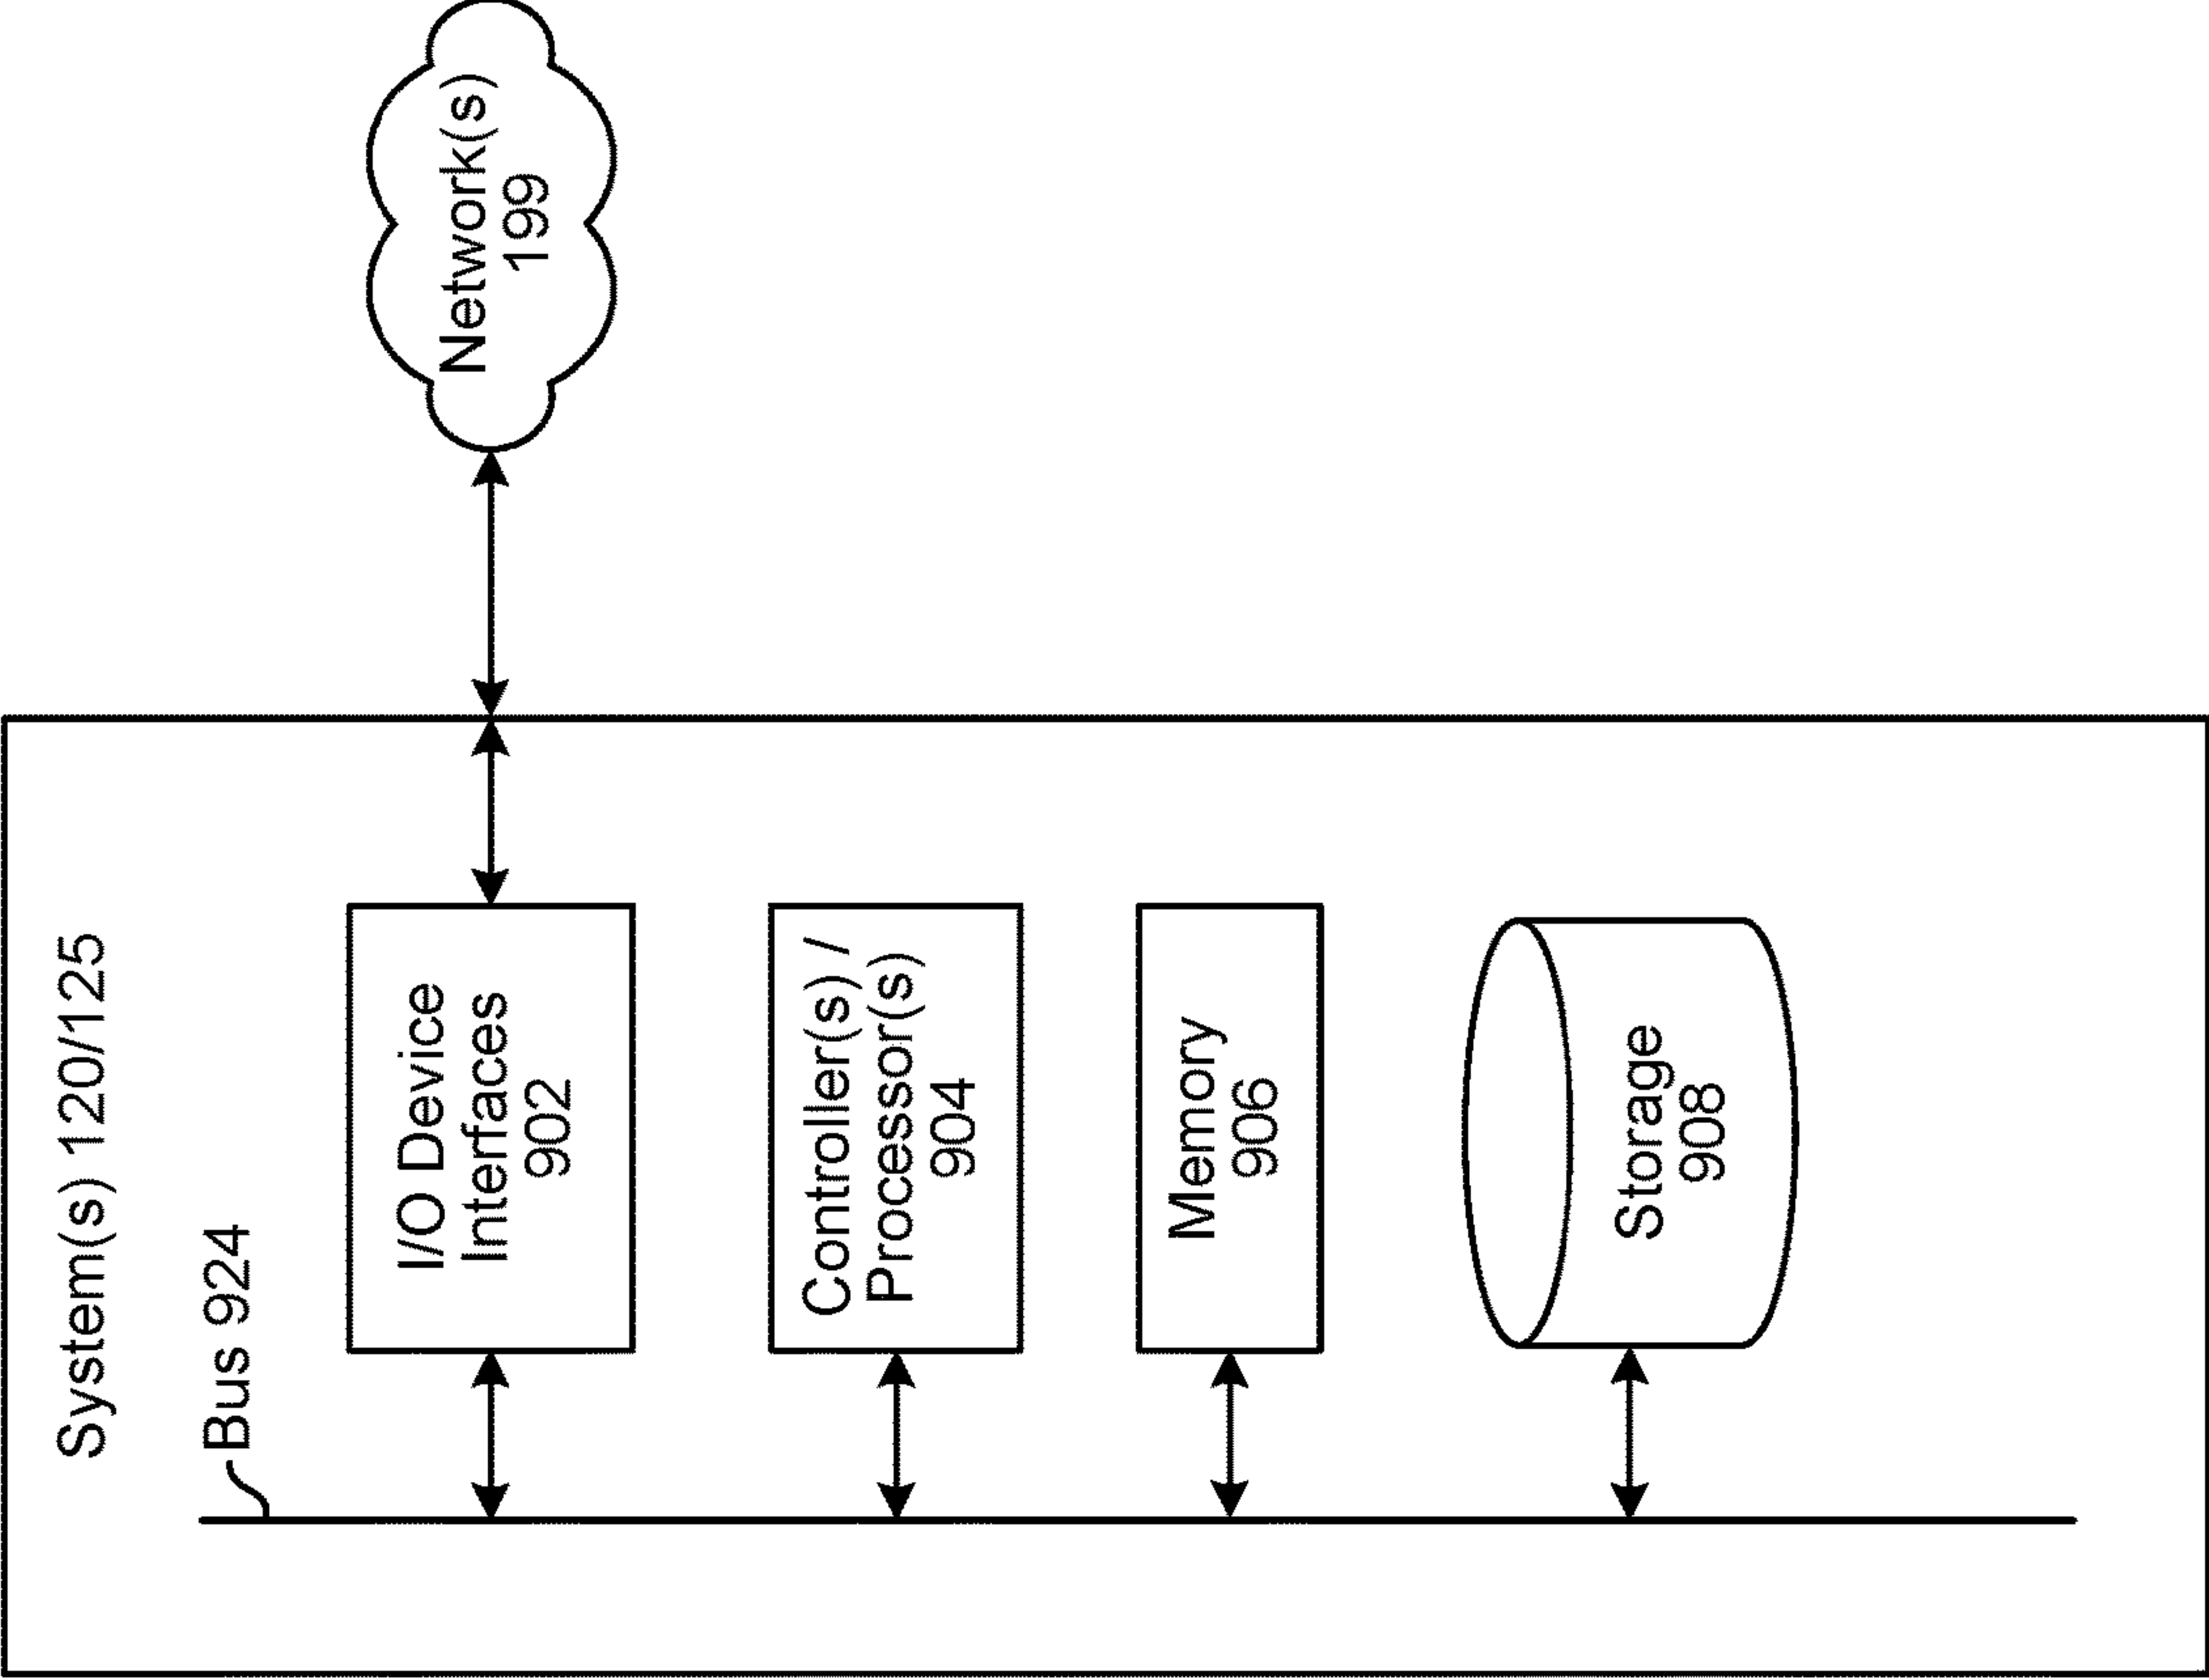 System(s) 120/125
Bus 924
I/O Device
Interfaces
902
Network(s)
199
Controller(s) /
Processor(s)
904
Memory
906
Storage
908